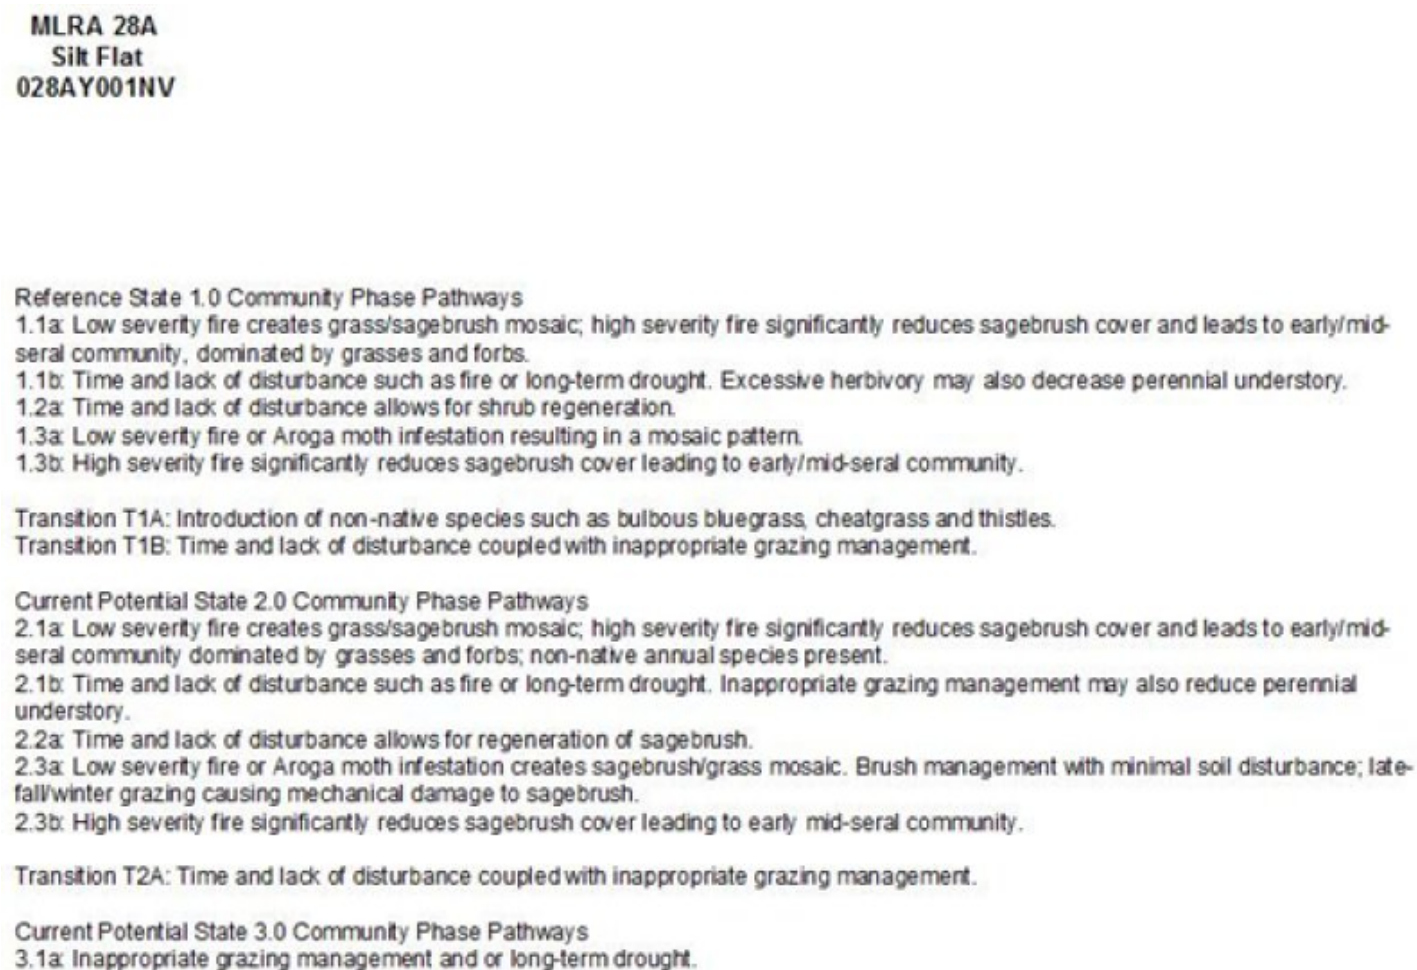 MLRA 28A
Silt Flat
028AY001NV
Reference State 1.0 Community Phase Pathways
1.1a: Low severity fire creates grass/sagebrush mosaic; high severity fire significantly reduces sagebrush cover and leads to early/mid-
seral community, dominated by grasses and forbs.
1.1b: Time and lack of disturbance such as fire or long-term drought. Excessive herbivory may also decrease perennial understory.
1.2a: Time and lack of disturbance allows for shrub regeneration.
1.3a: Low severity fire or Aroga moth infestation resulting in a mosaic pattern.
1.3b: High severity fire significantly reduces sagebrush cover leading to early/mid-seral community.
Transition T1A: Introduction of non-native species such as bulbous bluegrass, cheatgrass and thistles.
Transition T1B: Time and lack of disturbance coupled with inappropriate grazing management.
Current Potential State 2.0 Community Phase Pathways
2.1a: Low severity fire creates grass/sagebrush mosaic; high severity fire significantly reduces sagebrush cover and leads to early/mid-
seral community dominated by grasses and forbs; non-native annual species present.
2.1b: Time and lack of disturbance such as fire or long-term drought. Inappropriate grazing management may also reduce perennial
understory.
2.2a: Time and lack of disturbance allows for regeneration of sagebrush.
2.3a: Low severity fire or Aroga moth infestation creates sagebrush/grass mosaic. Brush management with minimal soil disturbance; late-
fall/winter grazing causing mechanical damage to sagebrush.
2.3b: High severity fire significantly reduces sagebrush cover leading to early mid-seral community.
Transition T2A: Time and lack of disturbance coupled with inappropriate grazing management.
Current Potential State 3.0 Community Phase Pathways
3.1a: Inappropriate grazing management and or long-term drought.